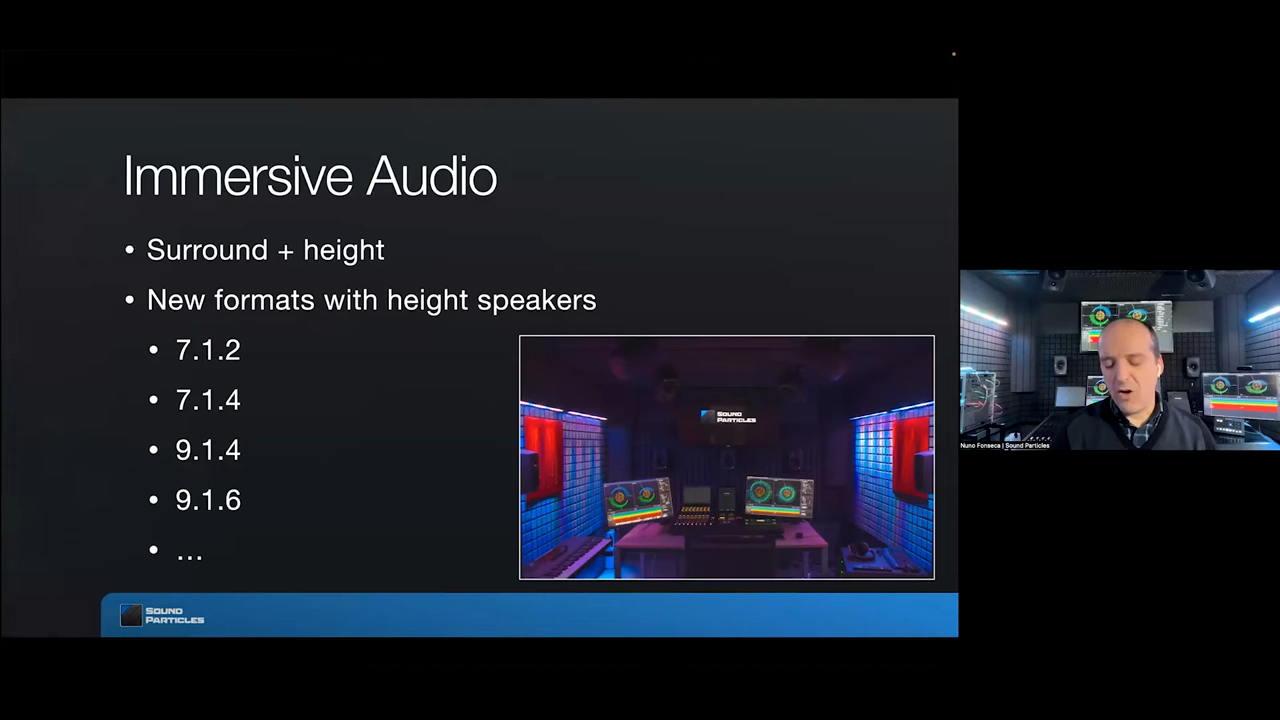 Immersive Audio
• Surround + height
• New formats with height speakers
• 7.1.2
• 7.1.4
• 9.1.4
• 9.1.6
• ...
SOUND
PARTICLES
SOUND
PARTICLES
Nuno Fonseca | Sound Particles